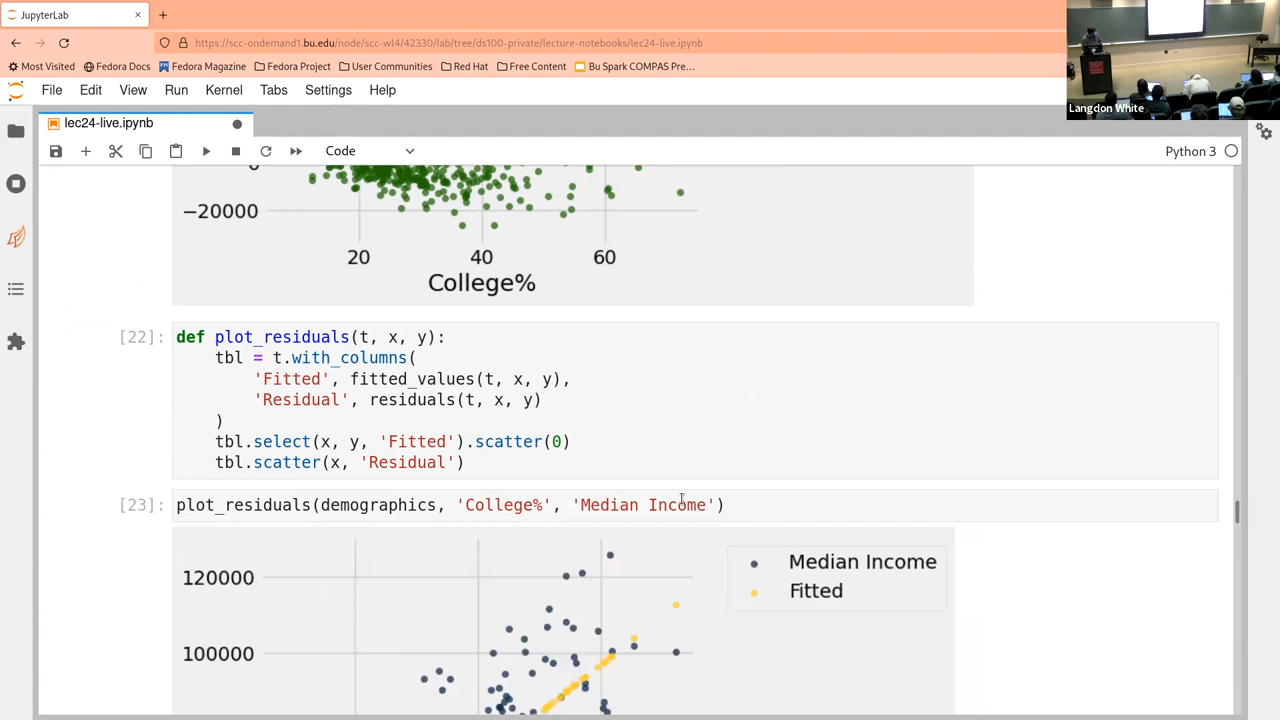 JupyterLab
https://scc-ondemand1.bu.edu/node/scc-wl4/42330/lab/tree/ds100-private/lecture-notebooks/lec24-live.ipynb
Most Visited Fedora Docs Fedora Magazine Fedora Project User Communities Red Hat Free Content Bu Spark COMPAS Pre…
Langdon White
File Edit View Run Kernel Tabs Settings Help
lec24-live.ipynb
Code
Python 3
0
−20000
20 40 60
College%
[22]:
def plot_residuals(t, x, y):
    tbl = t.with_columns(
        'Fitted', fitted_values(t, x, y),
        'Residual', residuals(t, x, y)
    )
    tbl.select(x, y, 'Fitted').scatter(0)
    tbl.scatter(x, 'Residual')
[23]:
plot_residuals(demographics, 'College%', 'Median Income')
Median Income
Fitted
120000
100000